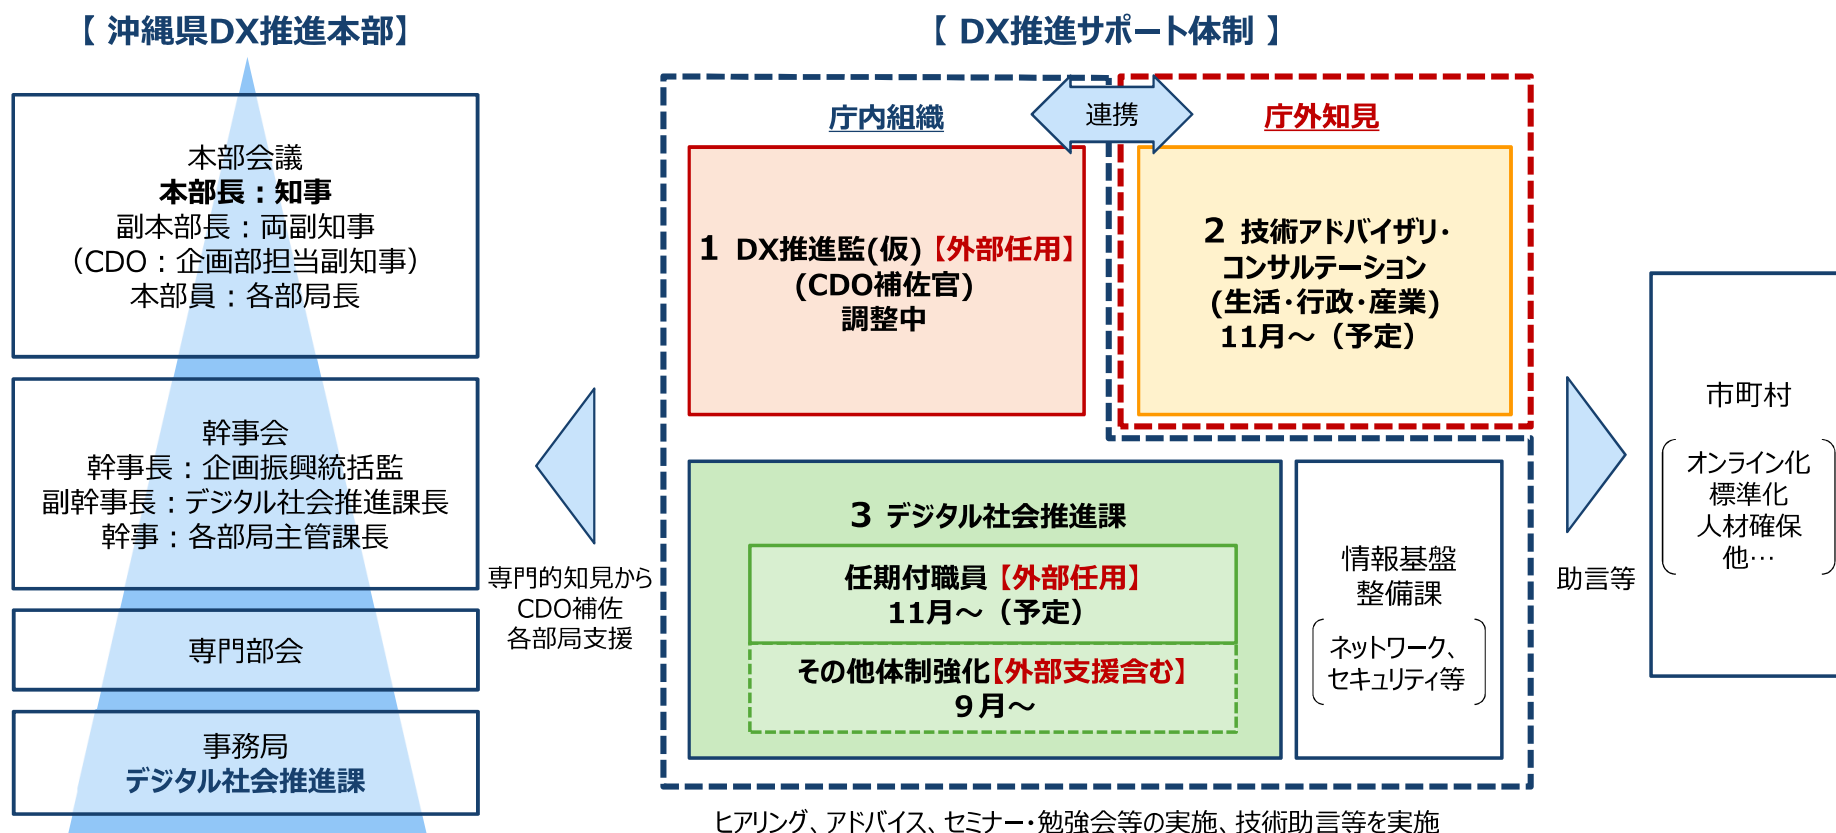 【 沖縄県DX推進本部】
本部会議
本部長：知事
副本部長：両副知事
（CDO：企画部担当副知事）
本部員：各部局長
幹事会
幹事長：企画振興統括監
副幹事長：デジタル社会推進課長
幹事：各部局主管課長
専門部会
事務局
デジタル社会推進課
専門的知見から
CDO補佐
各部局支援
【 DX推進サポート体制 】
庁内組織
連携
庁外知見
1 DX推進監(仮)【外部任用】
(CDO補佐官)
調整中
2 技術アドバイザリ・
コンサルテーション
(生活・行政・産業)
11月～（予定）
3 デジタル社会推進課
任期付職員【外部任用】
11月～（予定）
その他体制強化【外部支援含む】
９月～
情報基盤
整備課
ネットワーク、
セキュリティ等
ヒアリング、アドバイス、セミナー・勉強会等の実施、技術助言等を実施
助言等
市町村
オンライン化
標準化
人材確保
他…